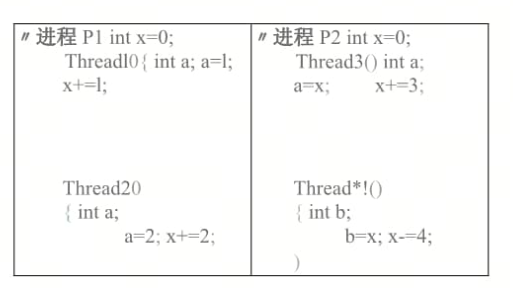 〃进程 P1 int x=0;
Threadl0{ int a; a=l;
x+=l;
Thread20
{ int a;
a=2; x+=2;
〃进程 P2 int x=0;
Thread3() int a;
a=x; x+=3;
Thread*!()
{ int b;
b=x; x-=4;
)